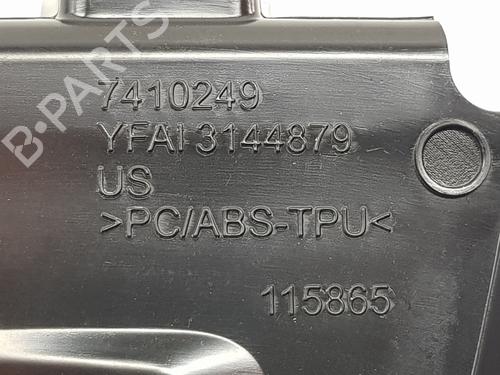 7410249
YFAI 3144879
US
>PC/ABS-TPU<
115865
B-PARTS